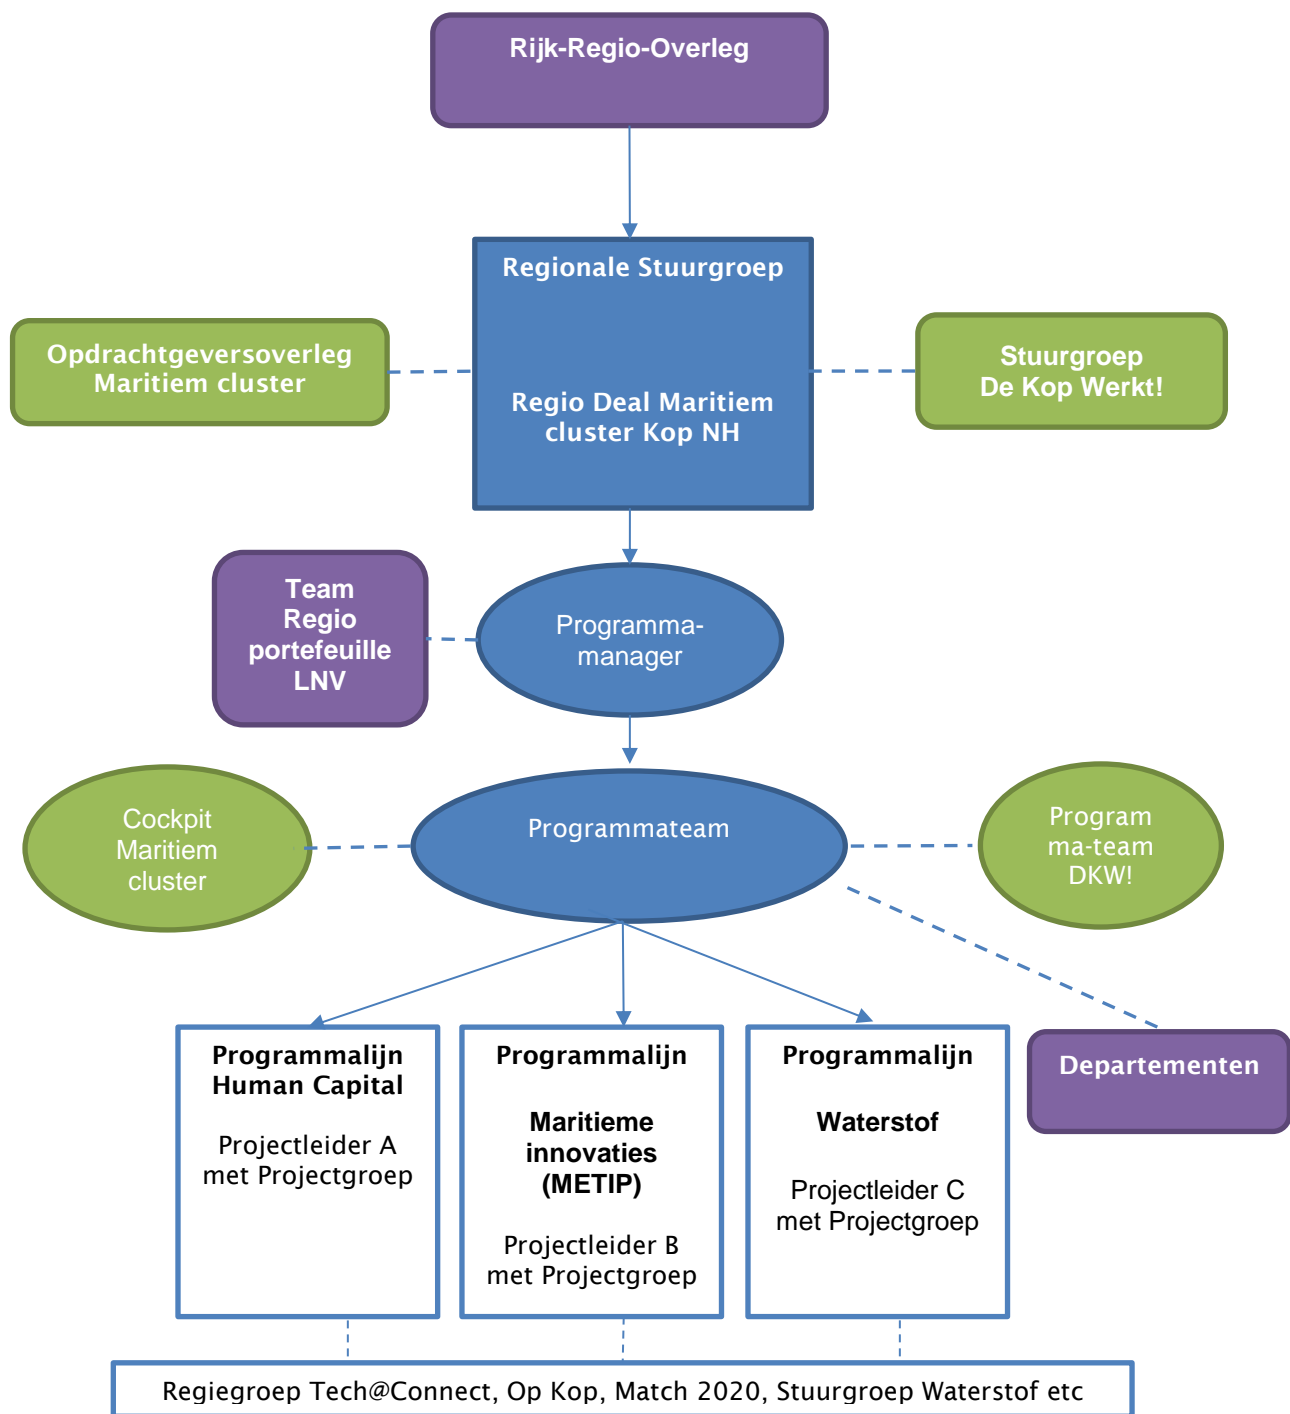 Rijk-Regio-Overleg
Regionale Stuurgroep
Regio Deal Maritiem
cluster Kop NH
Opdrachtgeversoverleg
Maritiem cluster
Stuurgroep
De Kop Werkt!
Team
Regio
portefeuille
LNV
Programma-
manager
Cockpit
Maritiem
cluster
Programmateam
Program
ma-team
DKW!
Programmalijn
Human Capital
Projectleider A
met Projectgroep
Programmalijn
Maritieme
innovaties
(METIP)
Projectleider B
met Projectgroep
Programmalijn
Waterstof
Projectleider C
met Projectgroep
Departementen
Regiegroep Tech@Connect, Op Kop, Match 2020, Stuurgroep Waterstof etc